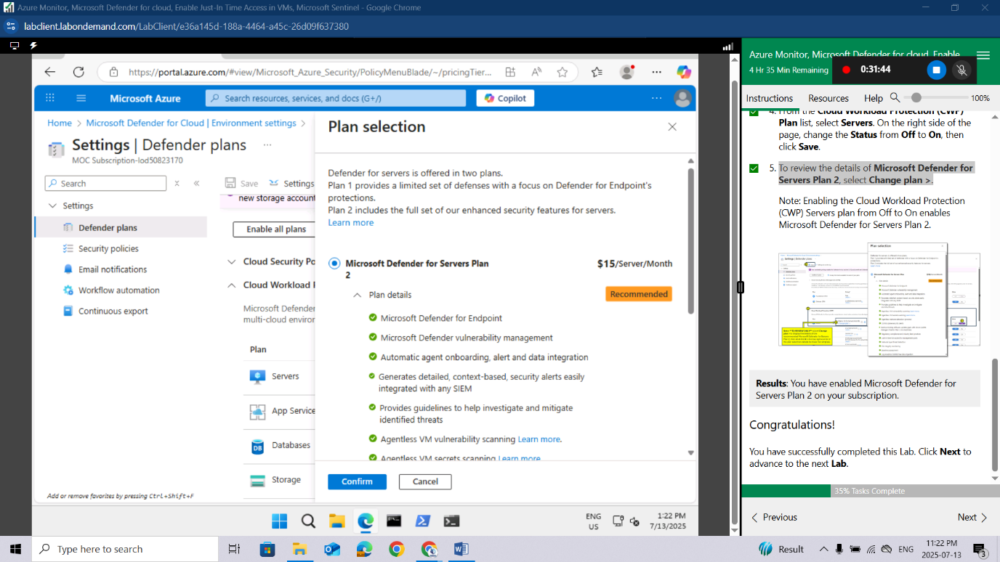 Azure Monitor, Microsoft Defender for cloud, Enable Just-In Time Access in VMs, Microsoft Sentinel - Google Chrome
labclient.labondemand.com/LabClient/e36a145d-188a-4464-a45c-26d09f637380
https://portal.azure.com/#view/Microsoft_Azure_Security/PolicyMenuBlade/~/pricingTier...
Microsoft Azure
Search resources, services, and docs (G+/)
Copilot
Home > Microsoft Defender for Cloud | Environment settings >
Settings | Defender plans
MOC Subscription-lod50823170
Search
Settings
Defender plans
Security policies
Email notifications
Workflow automation
Continuous export
Add or remove favorites by pressing Ctrl+Shift+F
Save
Settings
new storage account
Enable all plans
Cloud Security Po
Cloud Workload
Microsoft Defender
multi-cloud environ
Plan
Servers
App Service
Databases
Storage
Plan selection
Defender for servers is offered in two plans.
Plan 1 provides a limited set of defenses with a focus on Defender for Endpoint's
protections.
Plan 2 includes the full set of our enhanced security features for servers.
Learn more
Microsoft Defender for Servers Plan
2
$15/Server/Month
Plan details
Recommended
Microsoft Defender for Endpoint
Microsoft Defender vulnerability management
Automatic agent onboarding, alert and data integration
Generates detailed, context-based, security alerts easily
integrated with any SIEM
Provides guidelines to help investigate and mitigate
identified threats
Agentless VM vulnerability scanning Learn more.
Agentless VM secrets scanning Learn more
Confirm
Cancel
ENG
US
1:22 PM
7/13/2025
Azure Monitor, Microsoft Defender for cloud, Enable
4 Hr 35 Min Remaining
0:31:44
Instructions
Resources
Help
100%
4. From the Cloud Workload Protection (CWP)
Plan list, select Servers. On the right side of the
page, change the Status from Off to On, then
click Save.
5. To review the details of Microsoft Defender for
Servers Plan 2, select Change plan >.
Note: Enabling the Cloud Workload Protection
(CWP) Servers plan from Off to On enables
Microsoft Defender for Servers Plan 2.
Plan selection
Results: You have enabled Microsoft Defender for
Servers Plan 2 on your subscription.
Congratulations!
You have successfully completed this Lab. Click Next to
advance to the next Lab.
35% Tasks Complete
Previous
Next
Type here to search
Result
ENG
11:22 PM
2025-07-13
3